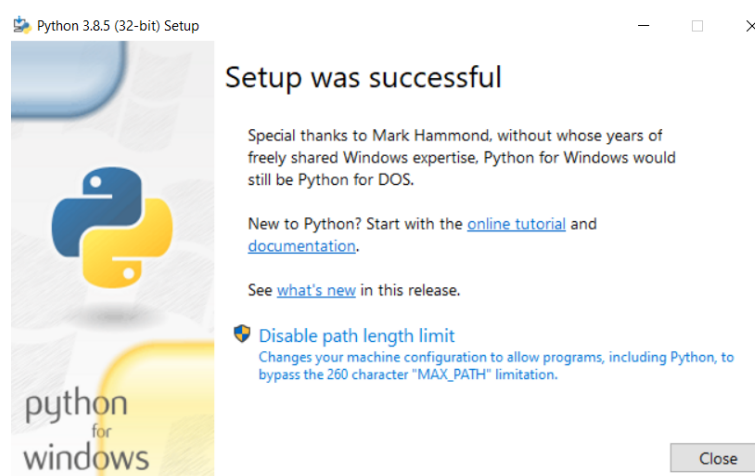 Python 3.8.5 (32-bit) Setup
Setup was successful
Special thanks to Mark Hammond, without whose years of
freely shared Windows expertise, Python for Windows would
still be Python for DOS.
New to Python? Start with the online tutorial and
documentation.
See what's new in this release.
Disable path length limit
Changes your machine configuration to allow programs, including Python, to
bypass the 260 character "MAX_PATH" limitation.
python
for
windows
Close